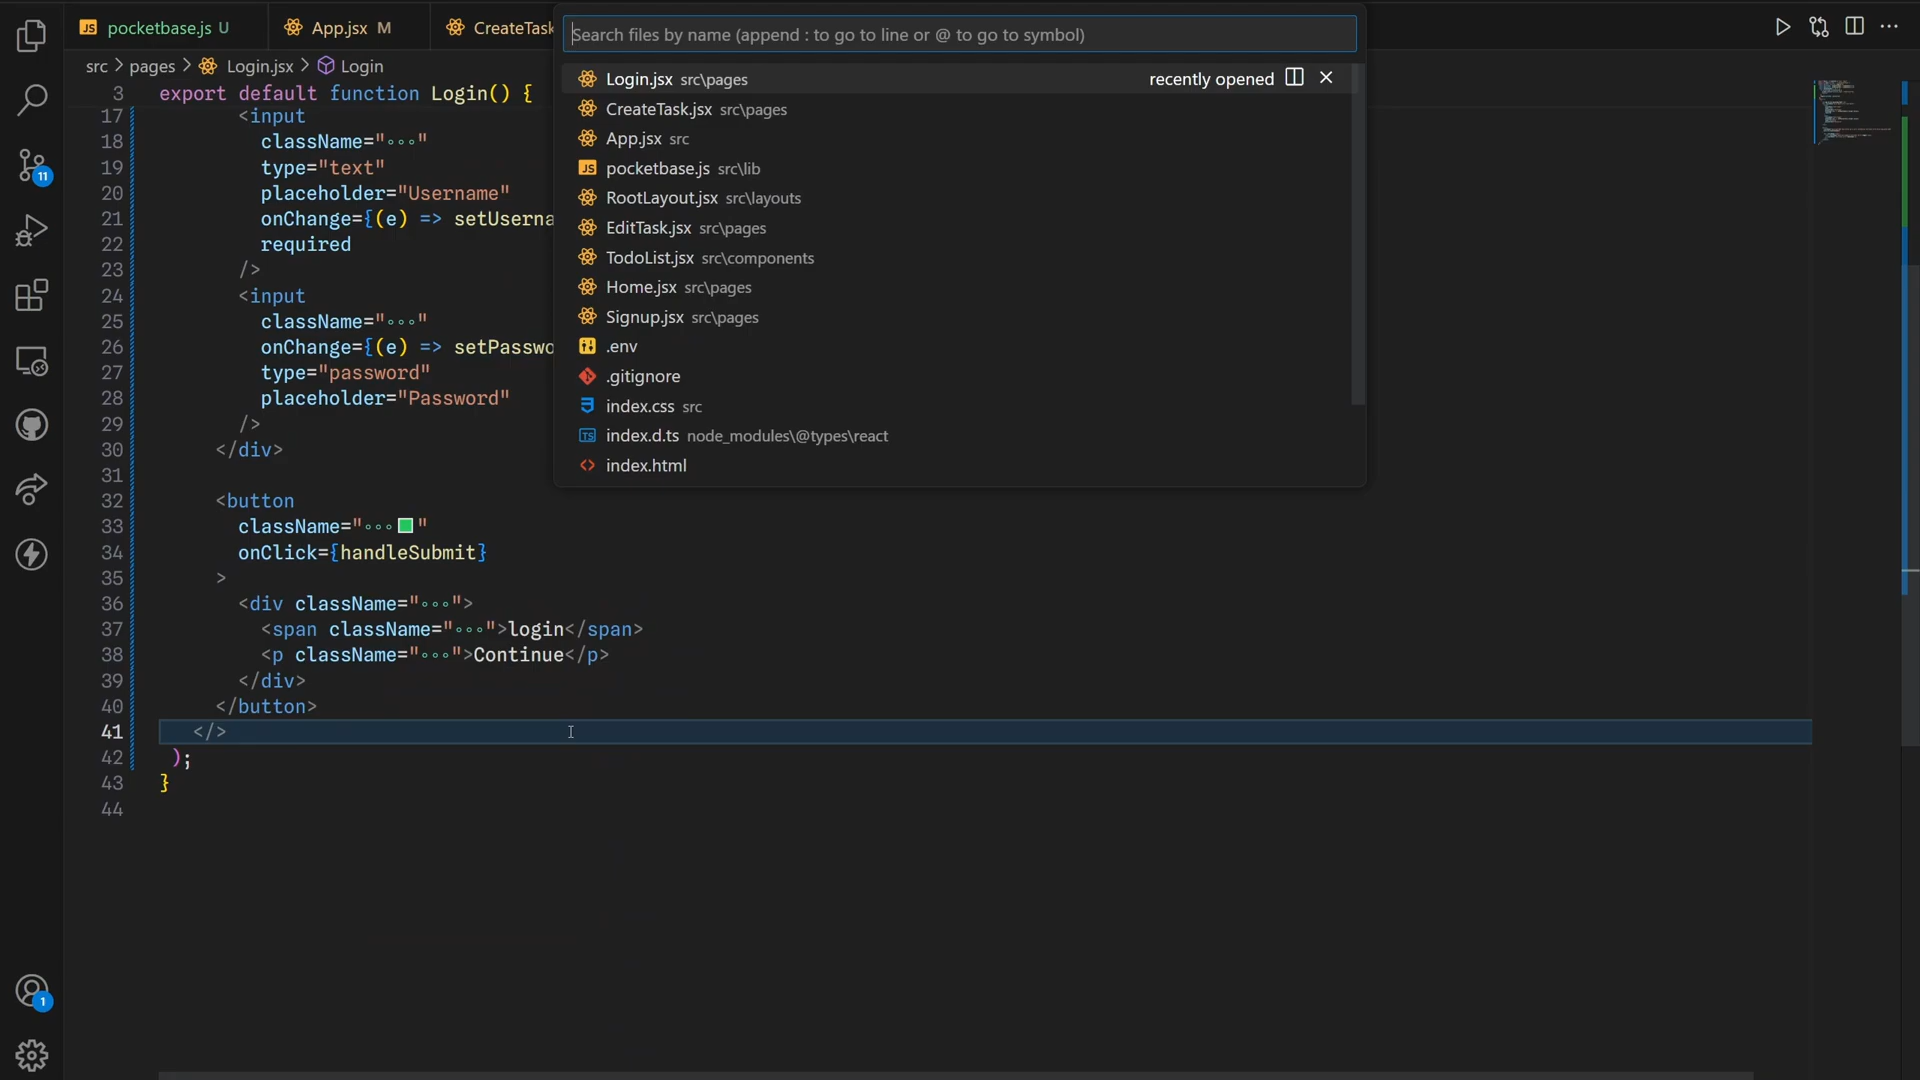 JS pocketbase.js U
App.jsx M
CreateTask
Search files by name (append : to go to line or @ to go to symbol)
src > pages > Login.jsx > Login
Login.jsx src\pages recently opened
CreateTask.jsx src\pages
App.jsx src
JS pocketbase.js src\lib
RootLayout.jsx src\layouts
EditTask.jsx src\pages
TodoList.jsx src\components
Home.jsx src\pages
Signup.jsx src\pages
.env
.gitignore
index.css src
TS index.d.ts node_modules\@types\react
index.html
3 export default function Login() {
17 <input
18 className="•••"
19 type="text"
20 placeholder="Username"
21 onChange={(e) => setUserna
22 required
23 />
24 <input
25 className="•••"
26 onChange={(e) => setPasswo
27 type="password"
28 placeholder="Password"
29 />
30 </div>
31
32 <button
33 className="•••"
34 onClick={handleSubmit}
35 >
36 <div className="•••">
37 <span className="•••">login</span>
38 <p className="•••">Continue</p>
39 </div>
40 </button>
41 </>
42 );
43 }
44
11
1